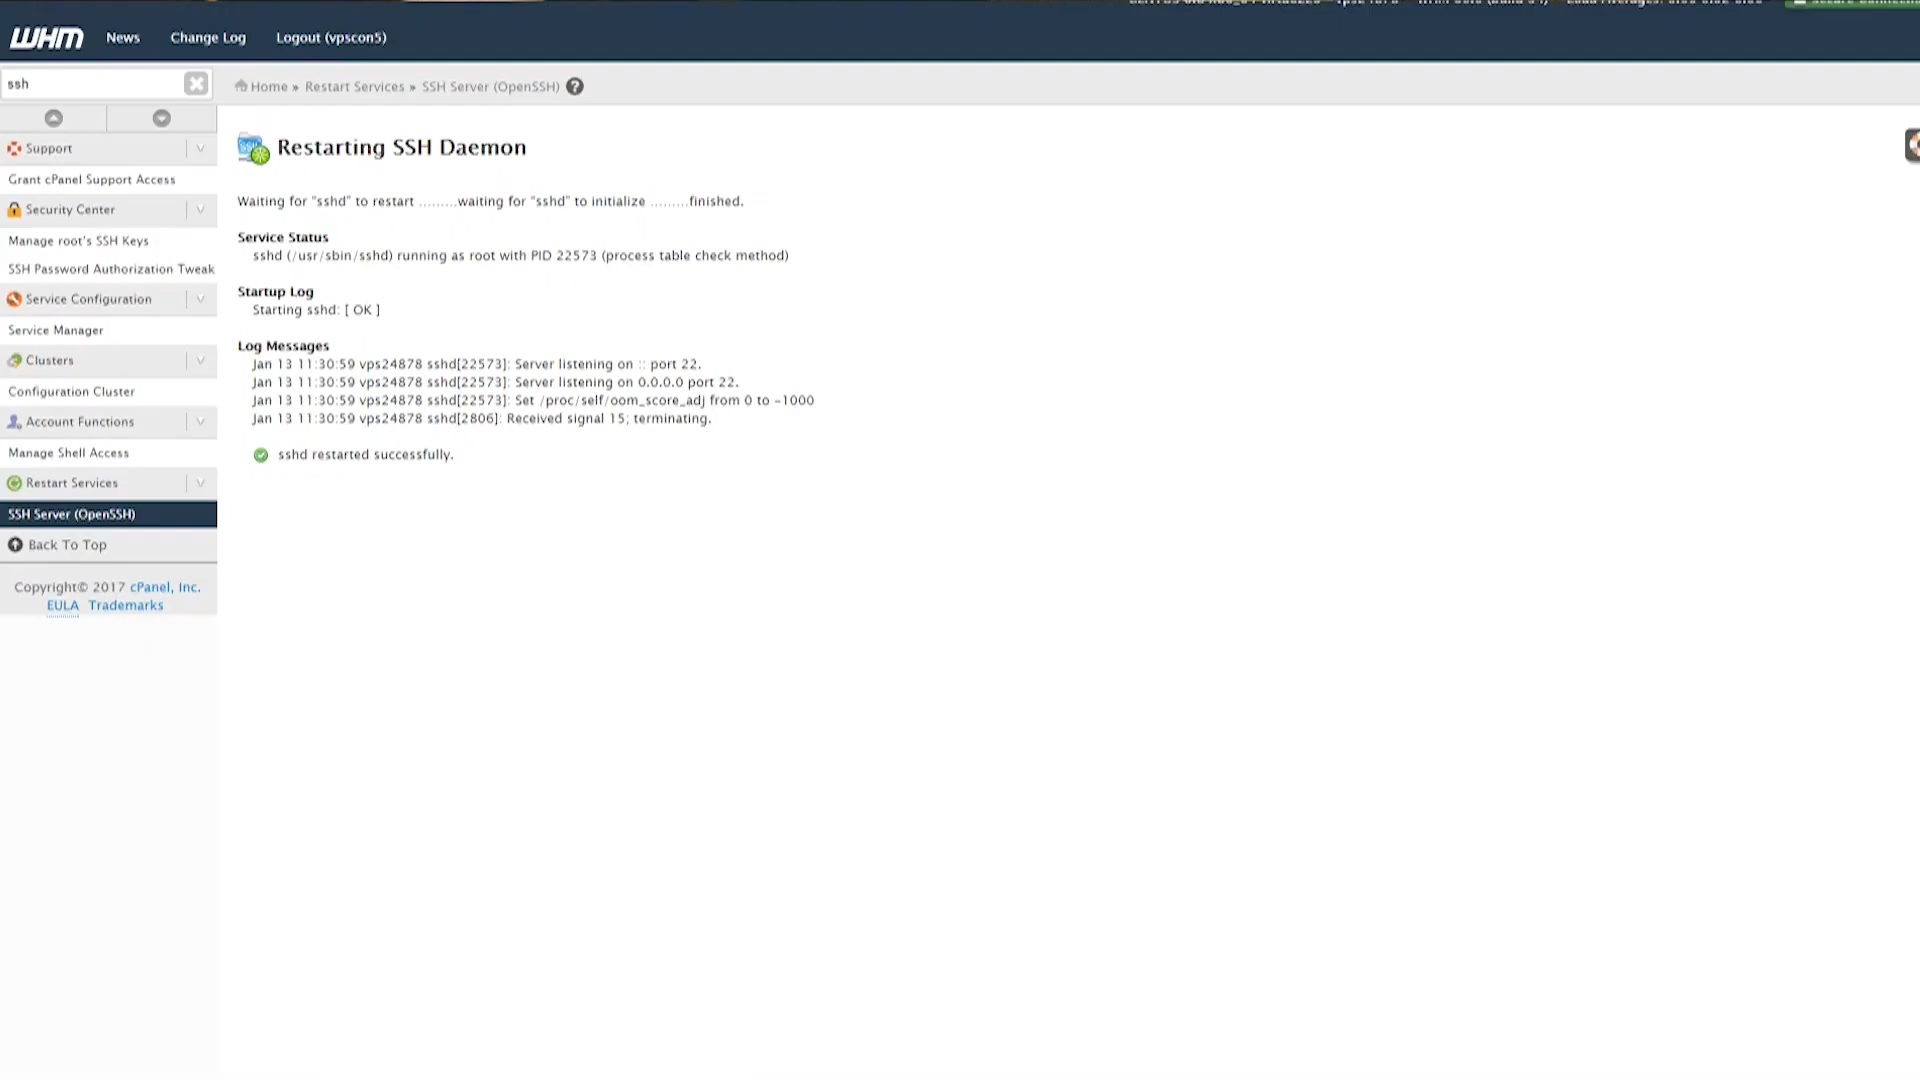 WHM News Change Log Logout (vpscon5)
ssh
Home » Restart Services » SSH Server (OpenSSH) ?
Support
Grant cPanel Support Access
Security Center
Manage root's SSH Keys
SSH Password Authorization Tweak
Service Configuration
Service Manager
Clusters
Configuration Cluster
Account Functions
Manage Shell Access
Restart Services
SSH Server (OpenSSH)
Back To Top
Copyright© 2017 cPanel, Inc.
EULA Trademarks
Restarting SSH Daemon
Waiting for "sshd" to restart .........waiting for "sshd" to initialize .........finished.
Service Status
sshd (/usr/sbin/sshd) running as root with PID 22573 (process table check method)
Startup Log
Starting sshd: [ OK ]
Log Messages
Jan 13 11:30:59 vps24878 sshd[22573]: Server listening on :: port 22.
Jan 13 11:30:59 vps24878 sshd[22573]: Server listening on 0.0.0.0 port 22.
Jan 13 11:30:59 vps24878 sshd[22573]: Set /proc/self/oom_score_adj from 0 to -1000
Jan 13 11:30:59 vps24878 sshd[2806]: Received signal 15; terminating.
sshd restarted successfully.